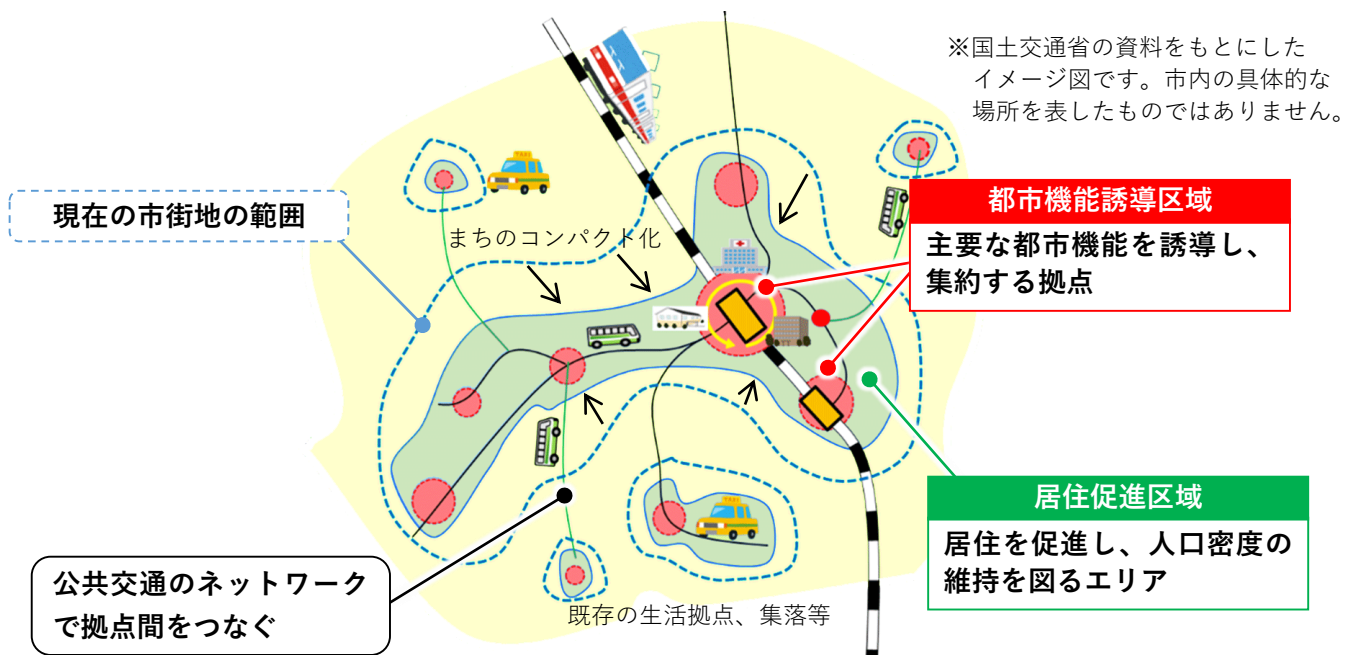 ※国土交通省の資料をもとにした
イメージ図です。市内の具体的な
場所を表したものではありません。
現在の市街地の範囲
まちのコンパクト化
都市機能誘導区域
主要な都市機能を誘導し、
集約する拠点
居住促進区域
居住を促進し、人口密度の
維持を図るエリア
公共交通のネットワーク
で拠点間をつなぐ
既存の生活拠点、集落等
TAXI
TAXI